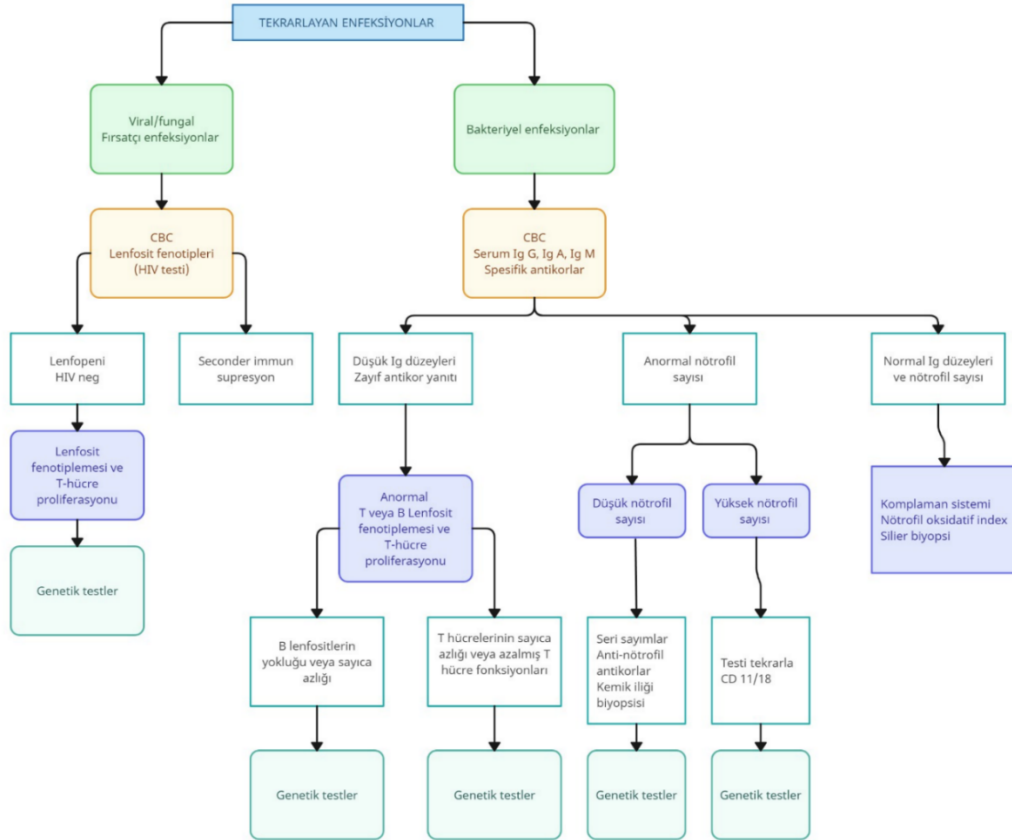 TEKRARLAYAN ENFEKSİYONLAR
Viral/fungal
Fırsatçı enfeksiyonlar
Bakteriyel enfeksiyonlar
CBC
Lenfosit fenotipleri
(HIV testi)
CBC
Serum Ig G, Ig A, Ig M
Spesifik antikorlar
Lenfopeni
HIV neg
Seconder immun
supresyon
Düşük Ig düzeyleri
Zayıf antikor yanıtı
Anormal nötrofil
sayısı
Normal Ig düzeyleri
ve nötrofil sayısı
Lenfosit
fenotiplemesi ve
T-hücre
proliferasyonu
Anormal
T veya B Lenfosit
fenotiplemesi ve
T-hücre
proliferasyonu
Düşük nötrofil
sayısı
Yüksek nötrofil
sayısı
Komplaman sistemi
Nötrofil oksidatif index
Silier biyopsi
Genetik testler
B lenfositlerin
yokluğu veya sayıca
azlığı
T hücrelerinin sayıca
azlığı veya azalmış T
hücre fonksiyonları
Seri sayımlar
Anti-nötrofil
antikorlar
Kemik iliği
biyopsisi
Testi tekrarla
CD 11/18
Genetik testler
Genetik testler
Genetik testler
Genetik testler